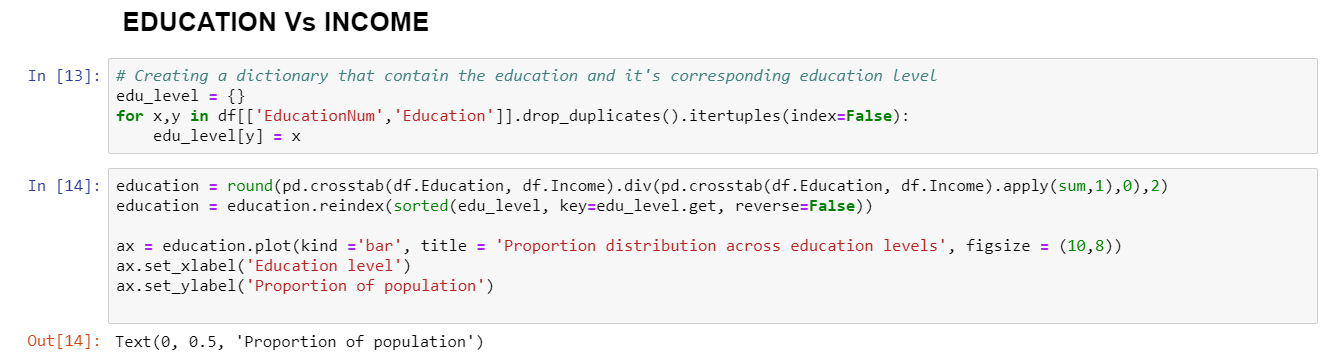 EDUCATION Vs INCOME
In [13]:
# Creating a dictionary that contain the education and it's corresponding education level
edu_level = {}
for x,y in df[['EducationNum','Education']].drop_duplicates().itertuples(index=False):
    edu_level[y] = x
In [14]:
education = round(pd.crosstab(df.Education, df.Income).div(pd.crosstab(df.Education, df.Income).apply(sum,1),0),2)
education = education.reindex(sorted(edu_level, key=edu_level.get, reverse=False))
ax = education.plot(kind ='bar', title = 'Proportion distribution across education levels', figsize = (10,8))
ax.set_xlabel('Education level')
ax.set_ylabel('Proportion of population')
Out[14]: Text(0, 0.5, 'Proportion of population')